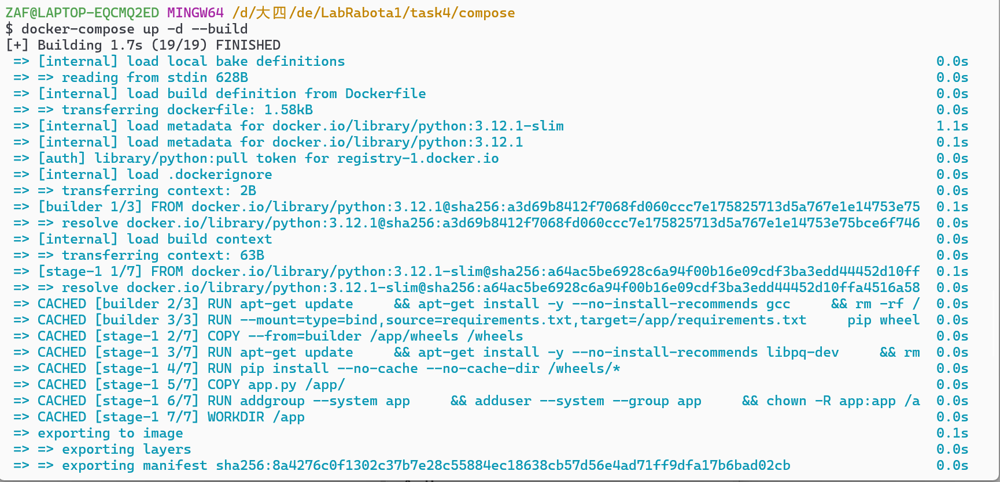 ZAF@LAPTOP-EQCMQ2ED MINGW64 /d/大四/de/LabRabota1/task4/compose
$ docker-compose up -d --build
[+] Building 1.7s (19/19) FINISHED
=> [internal] load local bake definitions 0.0s
=> => reading from stdin 628B 0.0s
=> [internal] load build definition from Dockerfile 0.0s
=> => transferring dockerfile: 1.58kB 0.0s
=> [internal] load metadata for docker.io/library/python:3.12.1-slim 1.1s
=> [internal] load metadata for docker.io/library/python:3.12.1 0.1s
=> [auth] library/python:pull token for registry-1.docker.io 0.0s
=> [internal] load .dockerignore 0.0s
=> => transferring context: 2B 0.0s
=> [builder 1/3] FROM docker.io/library/python:3.12.1@sha256:a3d69b8412f7068fd060ccc7e175825713d5a767e1e14753e75 0.1s
=> => resolve docker.io/library/python:3.12.1@sha256:a3d69b8412f7068fd060ccc7e175825713d5a767e1e14753e75bce6f746 0.0s
=> [internal] load build context 0.0s
=> => transferring context: 63B 0.0s
=> [stage-1 1/7] FROM docker.io/library/python:3.12.1-slim@sha256:a64ac5be6928c6a94f00b16e09cdf3ba3edd44452d10ff 0.1s
=> => resolve docker.io/library/python:3.12.1-slim@sha256:a64ac5be6928c6a94f00b16e09cdf3ba3edd44452d10ffa4516a58 0.0s
=> CACHED [builder 2/3] RUN apt-get update     && apt-get install -y --no-install-recommends gcc     && rm -rf / 0.0s
=> CACHED [builder 3/3] RUN --mount=type=bind,source=requirements.txt,target=/app/requirements.txt     pip wheel 0.0s
=> CACHED [stage-1 2/7] COPY --from=builder /app/wheels /wheels 0.0s
=> CACHED [stage-1 3/7] RUN apt-get update     && apt-get install -y --no-install-recommends libpq-dev     && rm 0.0s
=> CACHED [stage-1 4/7] RUN pip install --no-cache --no-cache-dir /wheels/* 0.0s
=> CACHED [stage-1 5/7] COPY app.py /app/ 0.0s
=> CACHED [stage-1 6/7] RUN addgroup --system app     && adduser --system --group app     && chown -R app:app /a 0.0s
=> CACHED [stage-1 7/7] WORKDIR /app 0.0s
=> exporting to image 0.1s
=> => exporting layers 0.0s
=> => exporting manifest sha256:8a4276c0f1302c37b7e28c55884ec18638cb57d56e4ad71ff9dfa17b6bad02cb 0.0s